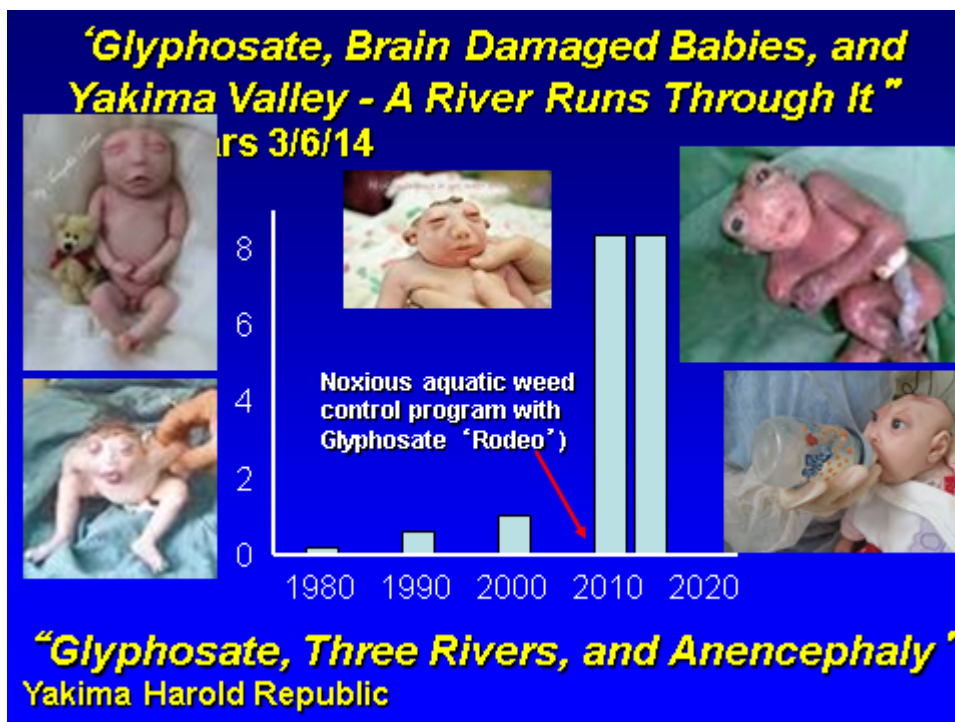 ‘Glyphosate, Brain Damaged Babies, and
Yakima Valley - A River Runs Through It”
ars 3/6/14
8
6
4
2
0
Noxious aquatic weed
control program with
Glyphosate ‘Rodeo’)
1980 1990 2000 2010 2020
“Glyphosate, Three Rivers, and Anencephaly”
Yakima Harold Republic